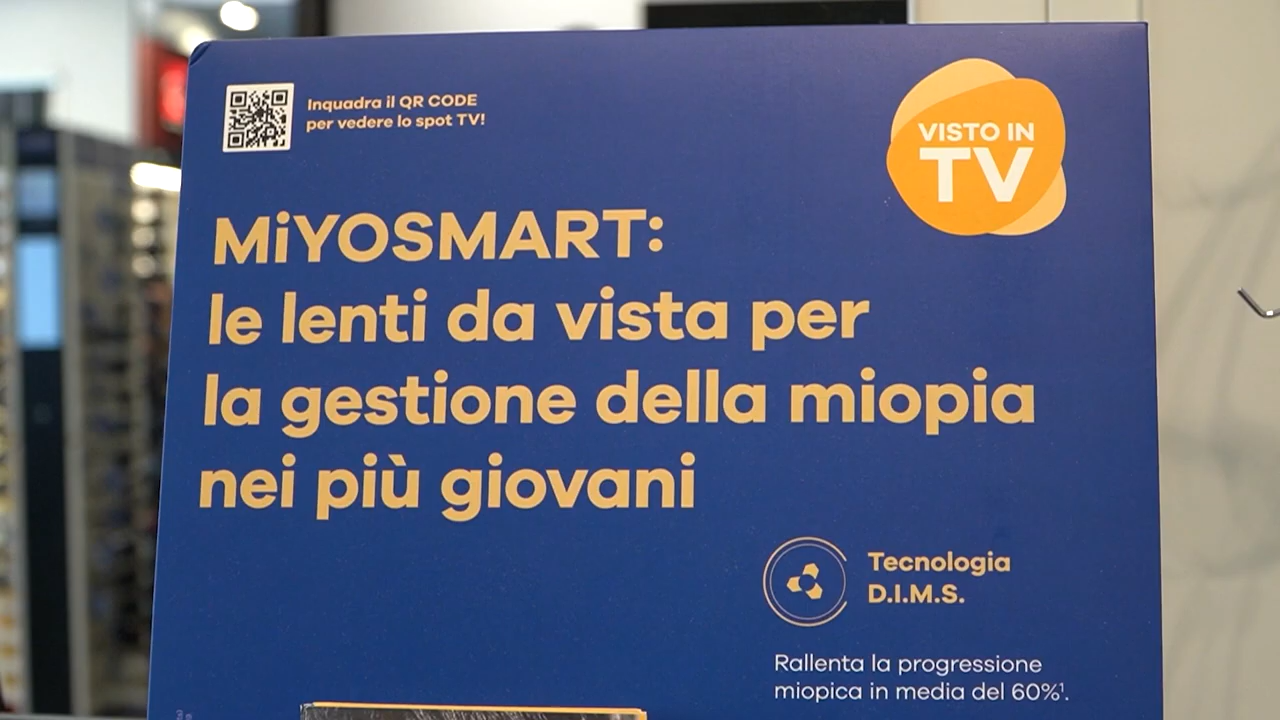 Inquadra il QR CODE
per vedere lo spot TV!
VISTO IN
TV
MiYOSMART:
le lenti da vista per
la gestione della miopia
nei più giovani
Tecnologia
D.I.M.S.
Rallenta la progressione
miopica in media del 60%¹.